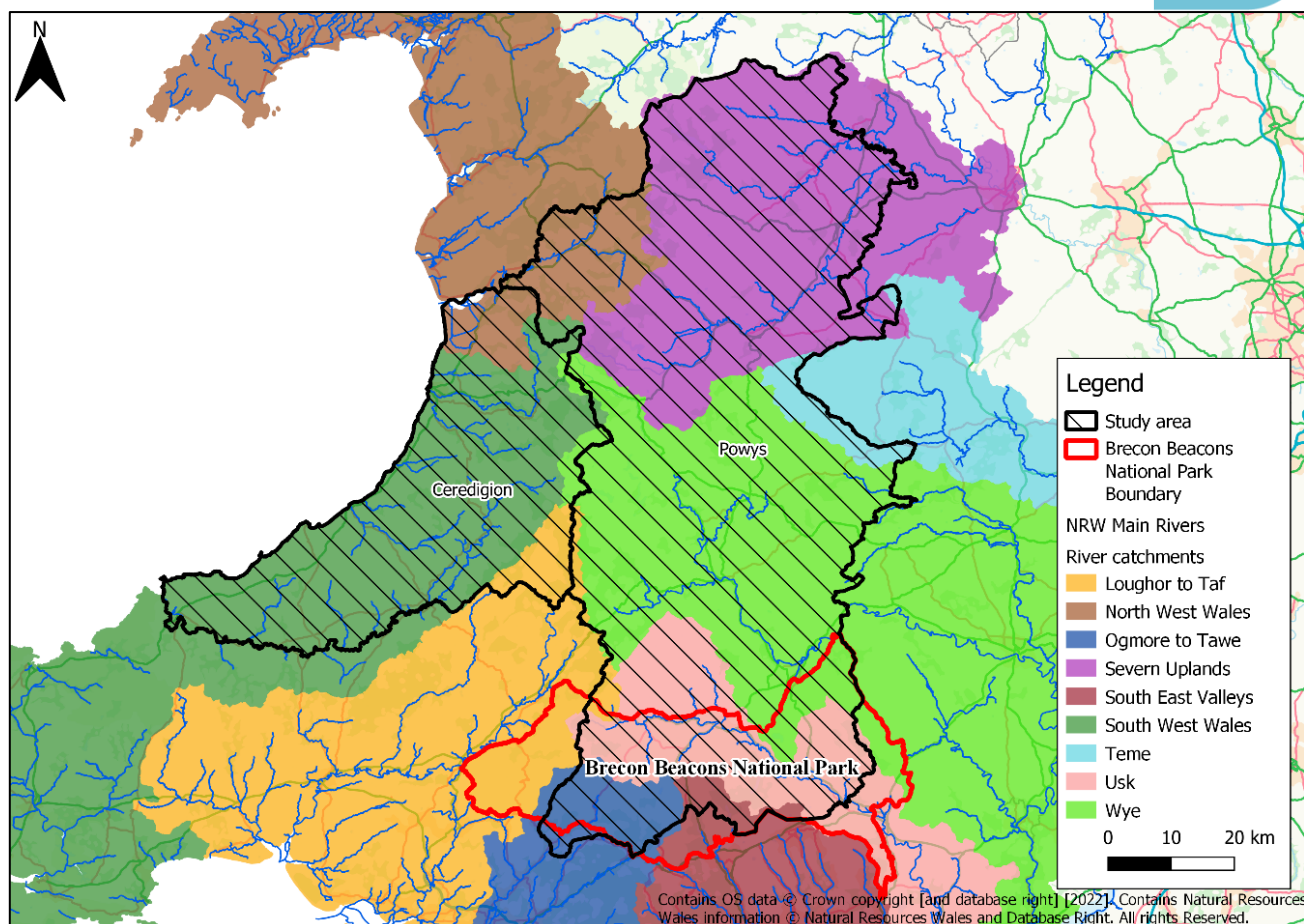 N
Powys
Ceredigion
Brecon Beacons National Park
Legend
Study area
Brecon Beacons
National Park
Boundary
NRW Main Rivers
River catchments
Loughor to Taf
North West Wales
Ogmore to Tawe
Severn Uplands
South East Valleys
South West Wales
Teme
Usk
Wye
0 10 20 km
Contains OS data © Crown copyright [and database right] [2022]. Contains Natural Resources
Wales information © Natural Resources Wales and Database Right. All rights Reserved.